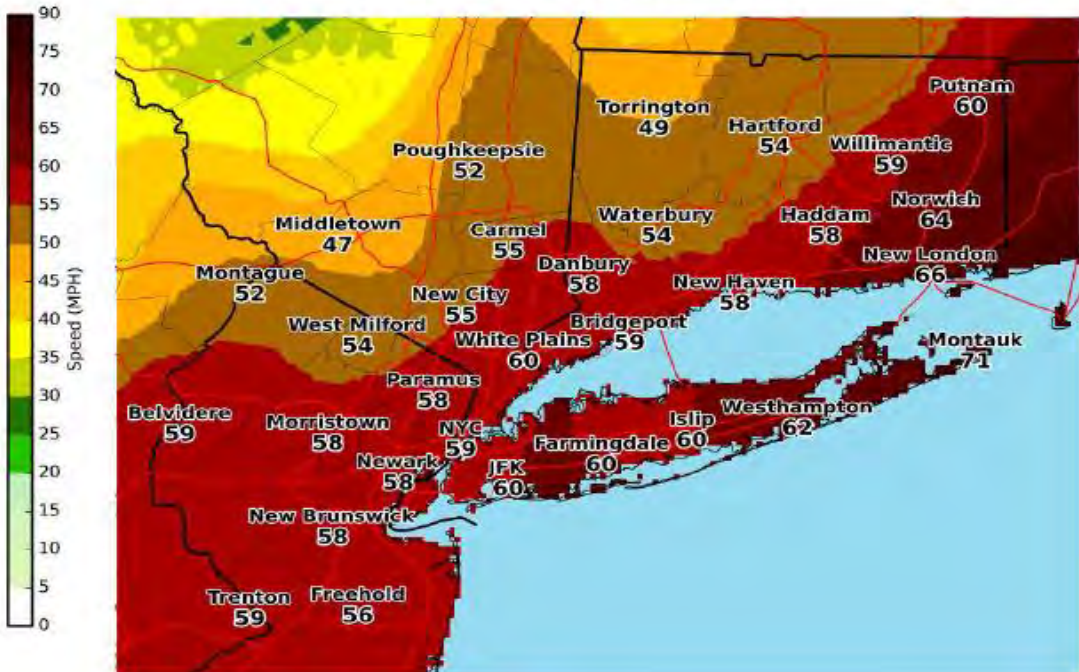 90
75
70
65
60
55
50
45
40
35
30
25
20
15
10
5
0
Speed (MPH)
Putnam
60
Torrington
49
Hartford
54
Willimantic
59
Poughkeepsie
52
Norwich
64
Waterbury
54
Haddam
58
Middletown
47
Carmel
55
New London
66
Danbury
58
Montague
52
New Haven
58
New City
55
West Milford
54
Bridgeport
59
White Plains
60
Montauk
71
Paramus
58
Westhampton
62
Belvidere
59
Morristown
58
NYC
59
Islip
60
Farmingdale
60
Newark
58
JFK
60
New Brunswick
58
Trenton
59
Freehold
56